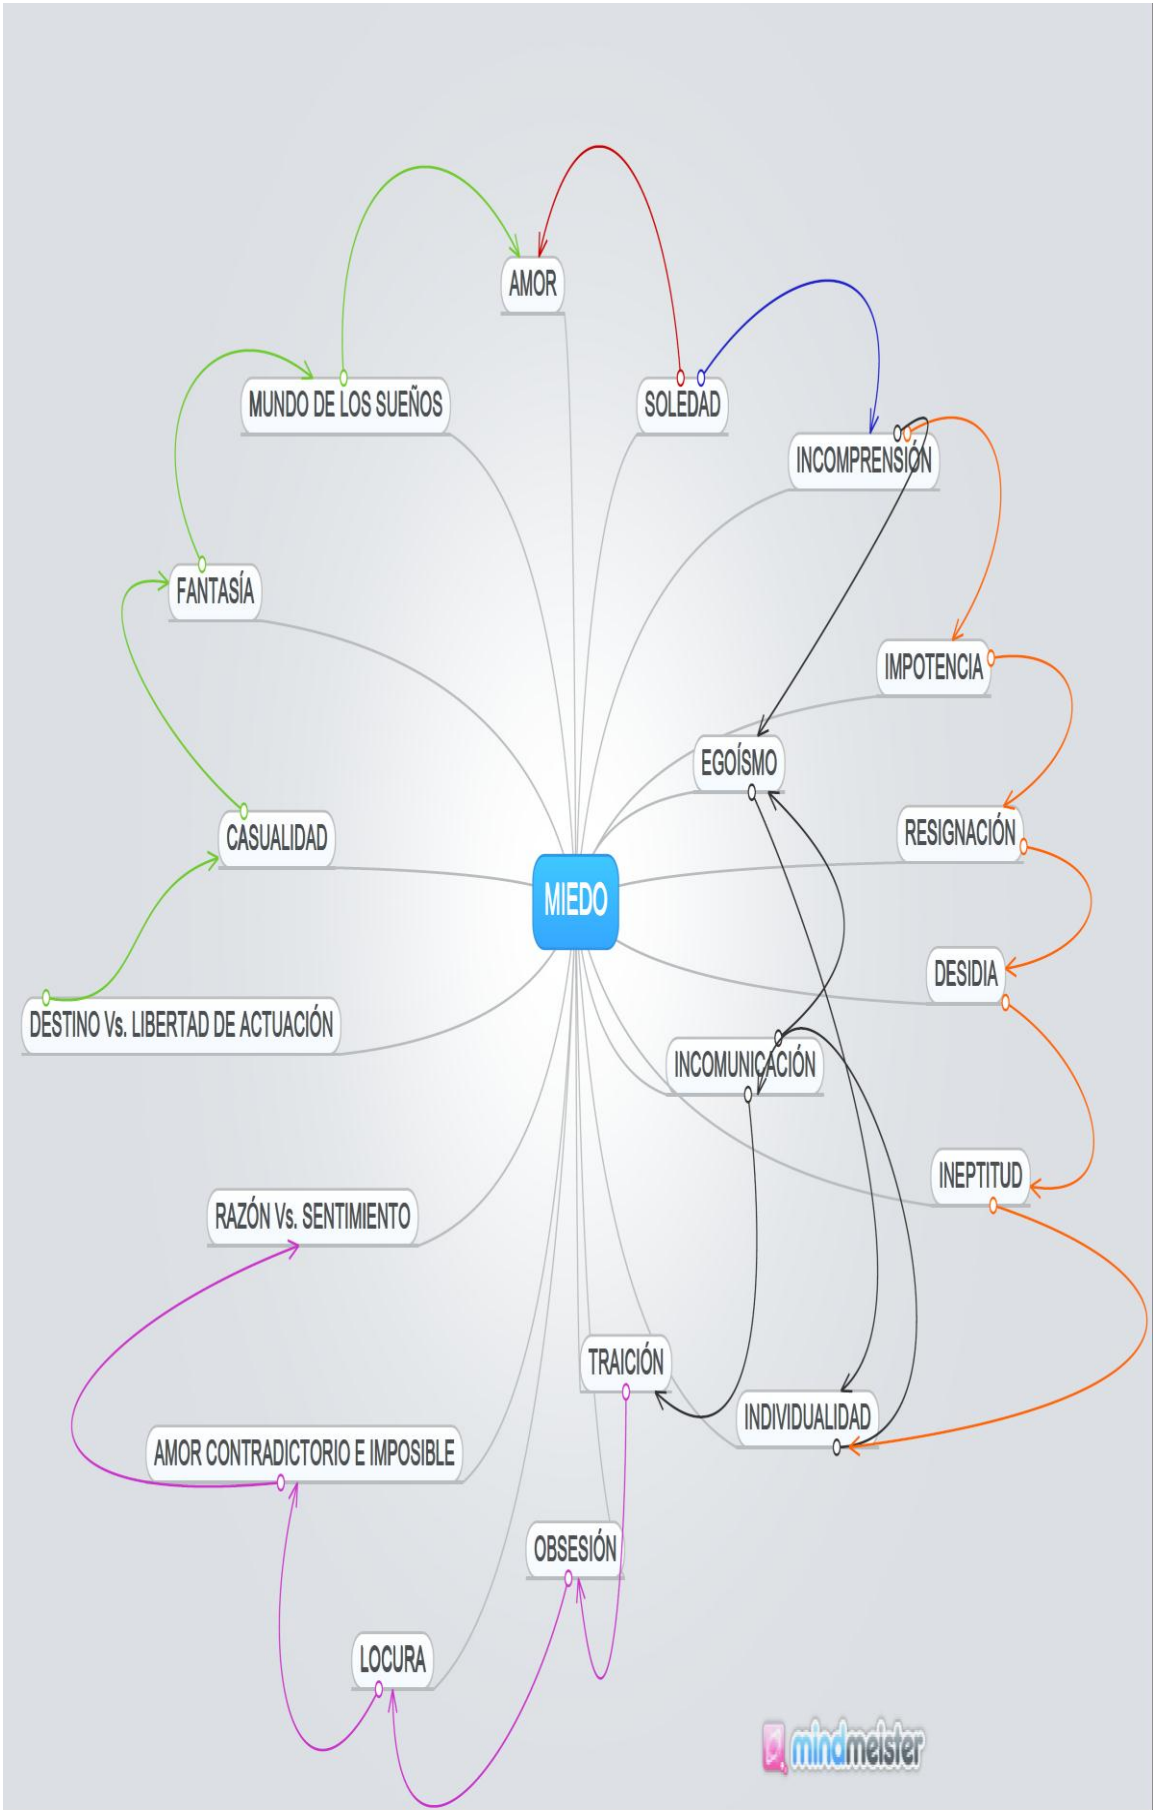 AMOR
MUNDO DE LOS SUEÑOS
SOLEDAD
INCOMPRENSIÓN
FANTASÍA
IMPOTENCIA
EGOÍSMO
CASUALIDAD
RESIGNACIÓN
MIEDO
DESIDIA
DESTINO Vs. LIBERTAD DE ACTUACIÓN
INCOMUNICACIÓN
INEPTITUD
RAZÓN Vs. SENTIMIENTO
TRAICIÓN
INDIVIDUALIDAD
AMOR CONTRADICTORIO E IMPOSIBLE
OBSESIÓN
LOCURA
mindmeister